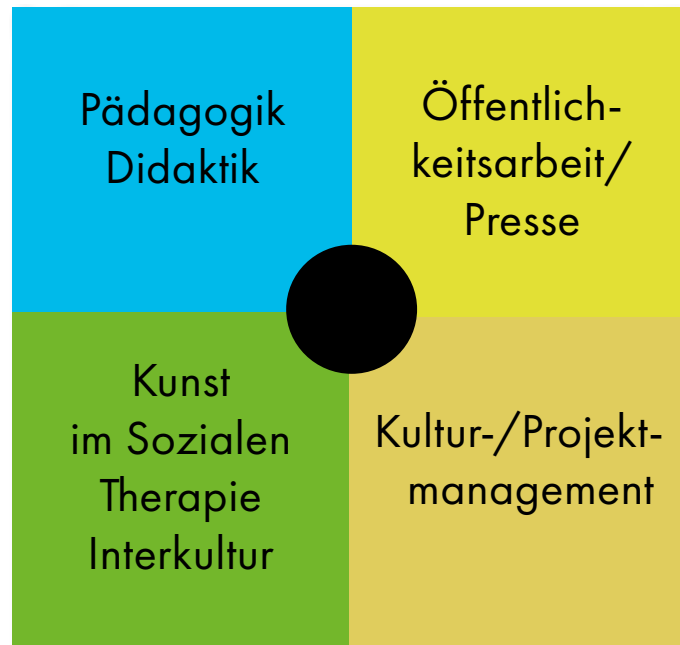 Pädagogik
Didaktik
Öffentlich-
keitsarbeit/
Presse
Kunst
im Sozialen
Therapie
Interkultur
Kultur-/Projekt-
management